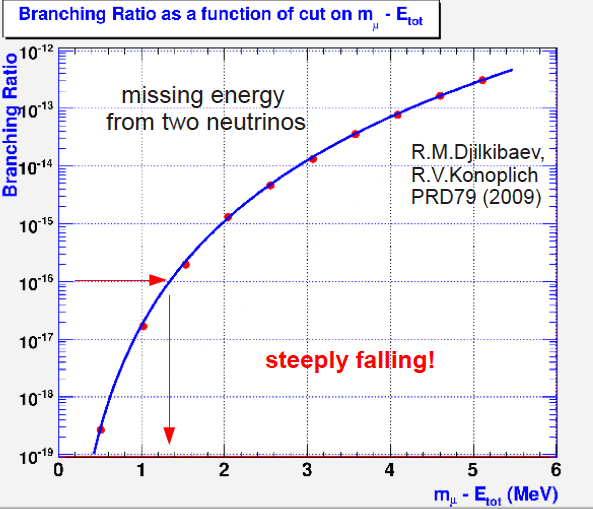 Branching Ratio as a function of cut on mμ - Etot
Branching Ratio
10-12
10-13
10-14
10-15
10-16
10-17
10-18
10-19
missing energy
from two neutrinos
R.M.Djilkibaev,
R.V.Konoplich
PRD79 (2009)
steeply falling!
0 1 2 3 4 5 6
mμ - Etot (MeV)